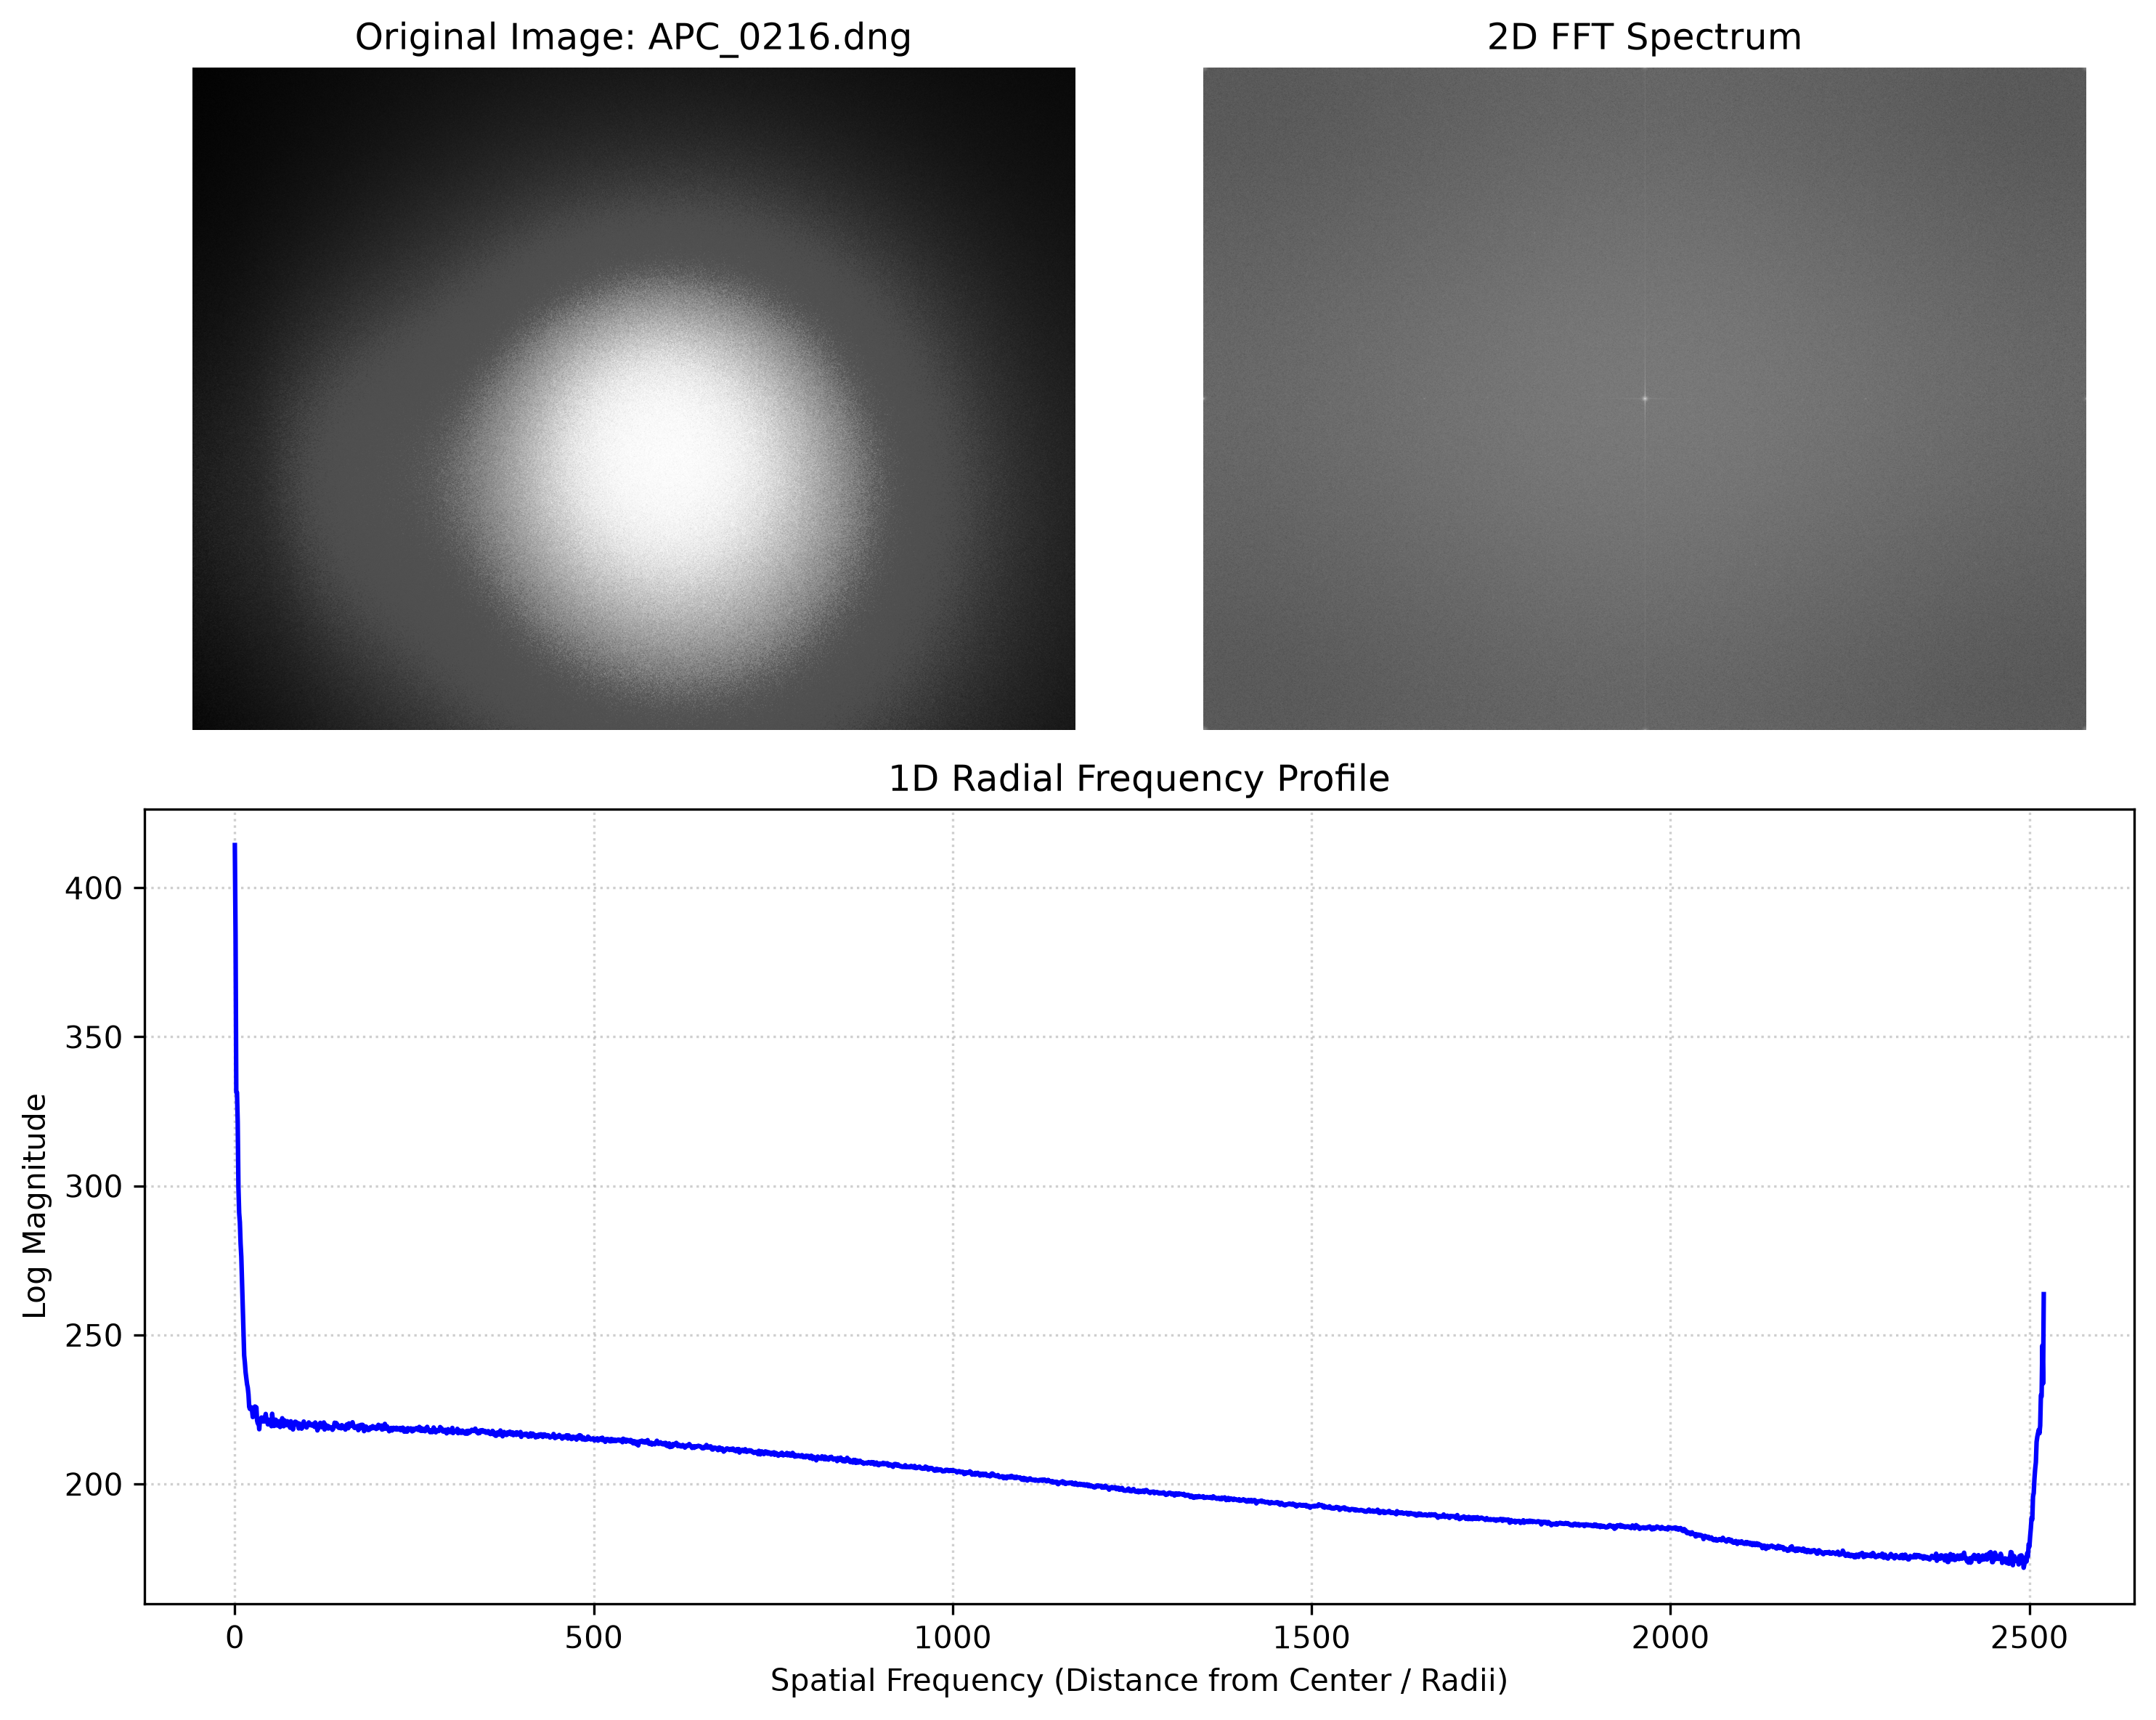 Original Image: APC_0216.dng
2D FFT Spectrum
1D Radial Frequency Profile
Log Magnitude
400
350
300
250
200
0
500
1000
1500
2000
2500
Spatial Frequency (Distance from Center / Radii)